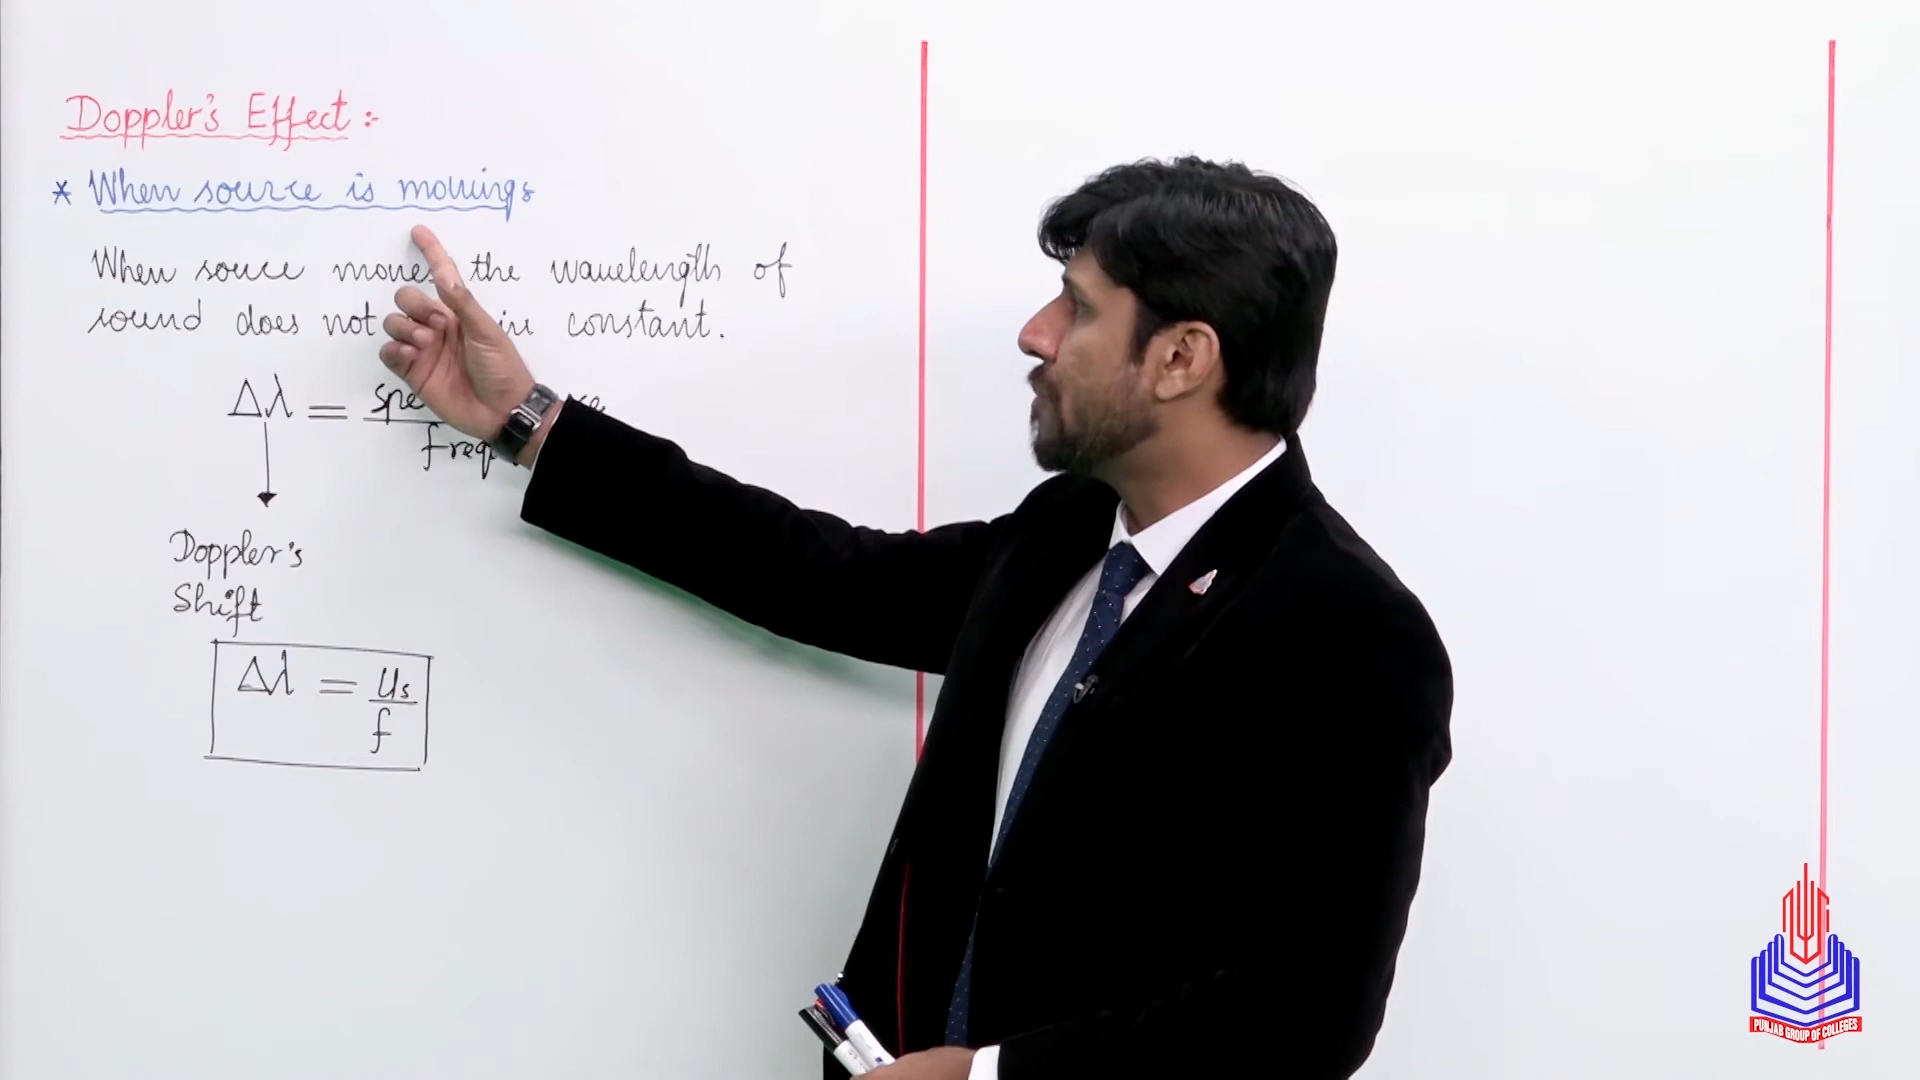 Doppler's Effect :-
* When source is moving:
When souce moves the wavelength of
sound does not constant.
Δλ =
Doppler's
Shift
Δλ = us/f
PUNJAB GROUP OF COLLEGES